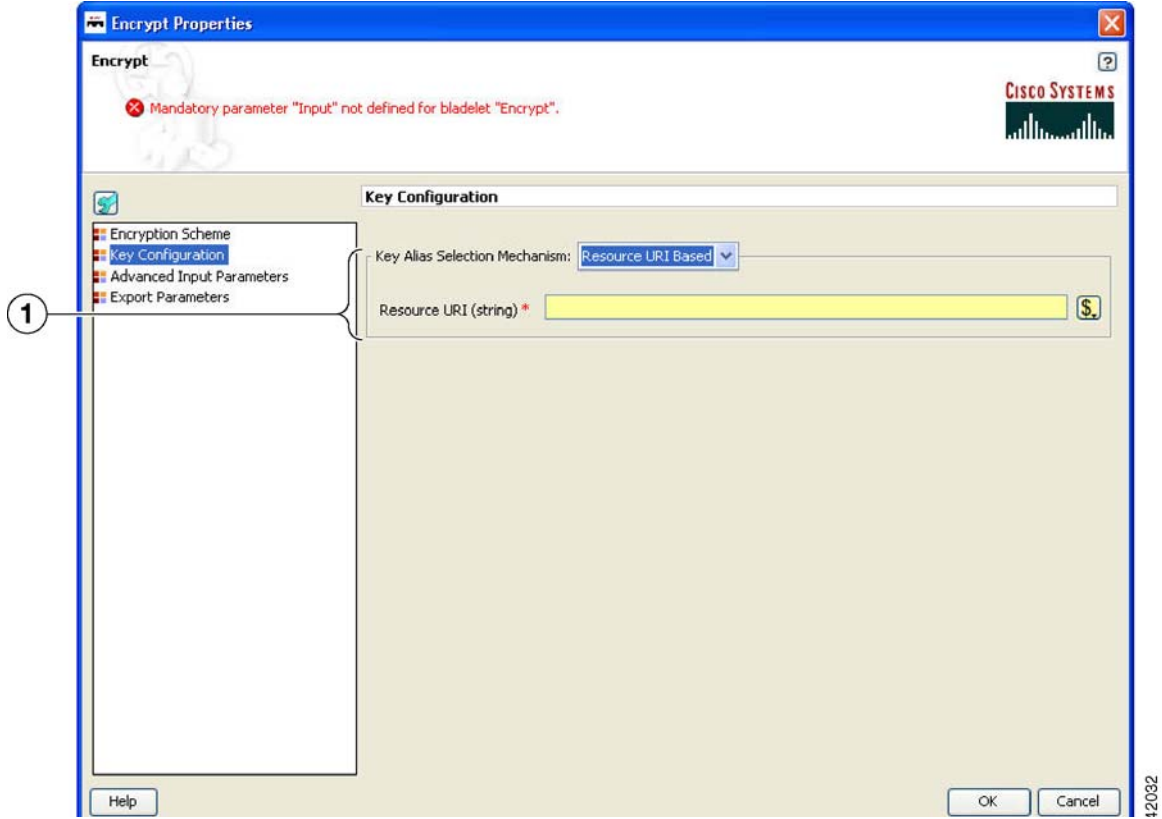 Encrypt Properties
Encrypt
?
Mandatory parameter "Input" not defined for bladelet "Encrypt".
CISCO SYSTEMS
Key Configuration
Encryption Scheme
Key Configuration
Advanced Input Parameters
Export Parameters
Key Alias Selection Mechanism: Resource URI Based
Resource URI (string) * $
1
Help
OK
Cancel
42032